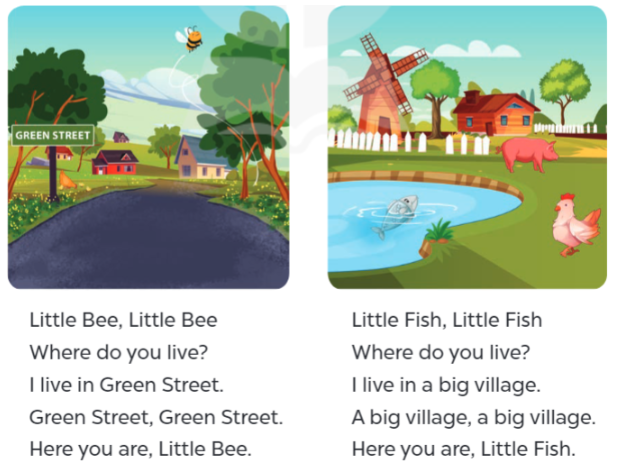 GREEN STREET
Little Bee, Little Bee
Where do you live?
I live in Green Street.
Green Street, Green Street.
Here you are, Little Bee.
Little Fish, Little Fish
Where do you live?
I live in a big village.
A big village, a big village.
Here you are, Little Fish.